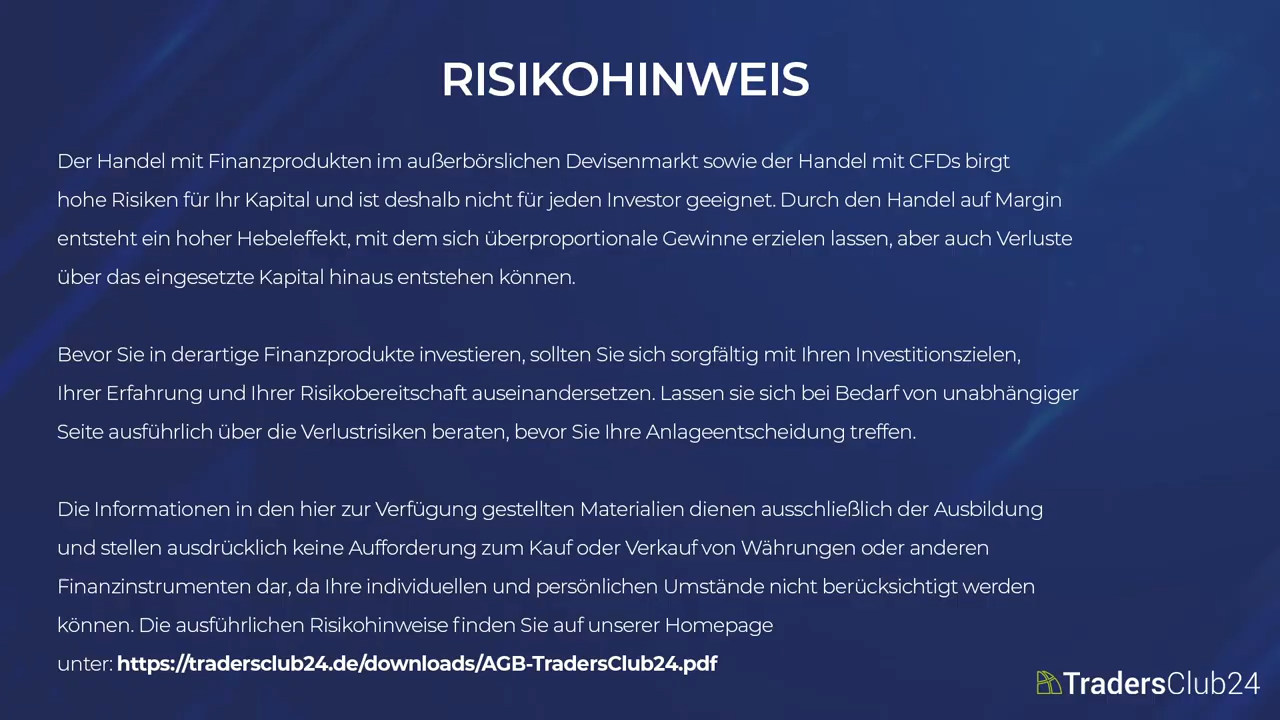 RISIKOHINWEIS
Der Handel mit Finanzprodukten im außerbörslichen Devisenmarkt sowie der Handel mit CFDs birgt
hohe Risiken für Ihr Kapital und ist deshalb nicht für jeden Investor geeignet. Durch den Handel auf Margin
entsteht ein hoher Hebeleffekt, mit dem sich überproportionale Gewinne erzielen lassen, aber auch Verluste
über das eingesetzte Kapital hinaus entstehen können.
Bevor Sie in derartige Finanzprodukte investieren, sollten Sie sich sorgfältig mit Ihren Investitionszielen,
Ihrer Erfahrung und Ihrer Risikobereitschaft auseinandersetzen. Lassen sie sich bei Bedarf von unabhängiger
Seite ausführlich über die Verlustrisiken beraten, bevor Sie Ihre Anlageentscheidung treffen.
Die Informationen in den hier zur Verfügung gestellten Materialien dienen ausschließlich der Ausbildung
und stellen ausdrücklich keine Aufforderung zum Kauf oder Verkauf von Währungen oder anderen
Finanzinstrumenten dar, da Ihre individuellen und persönlichen Umstände nicht berücksichtigt werden
können. Die ausführlichen Risikohinweise finden Sie auf unserer Homepage
unter: https://tradersclub24.de/downloads/AGB-TradersClub24.pdf
TradersClub24